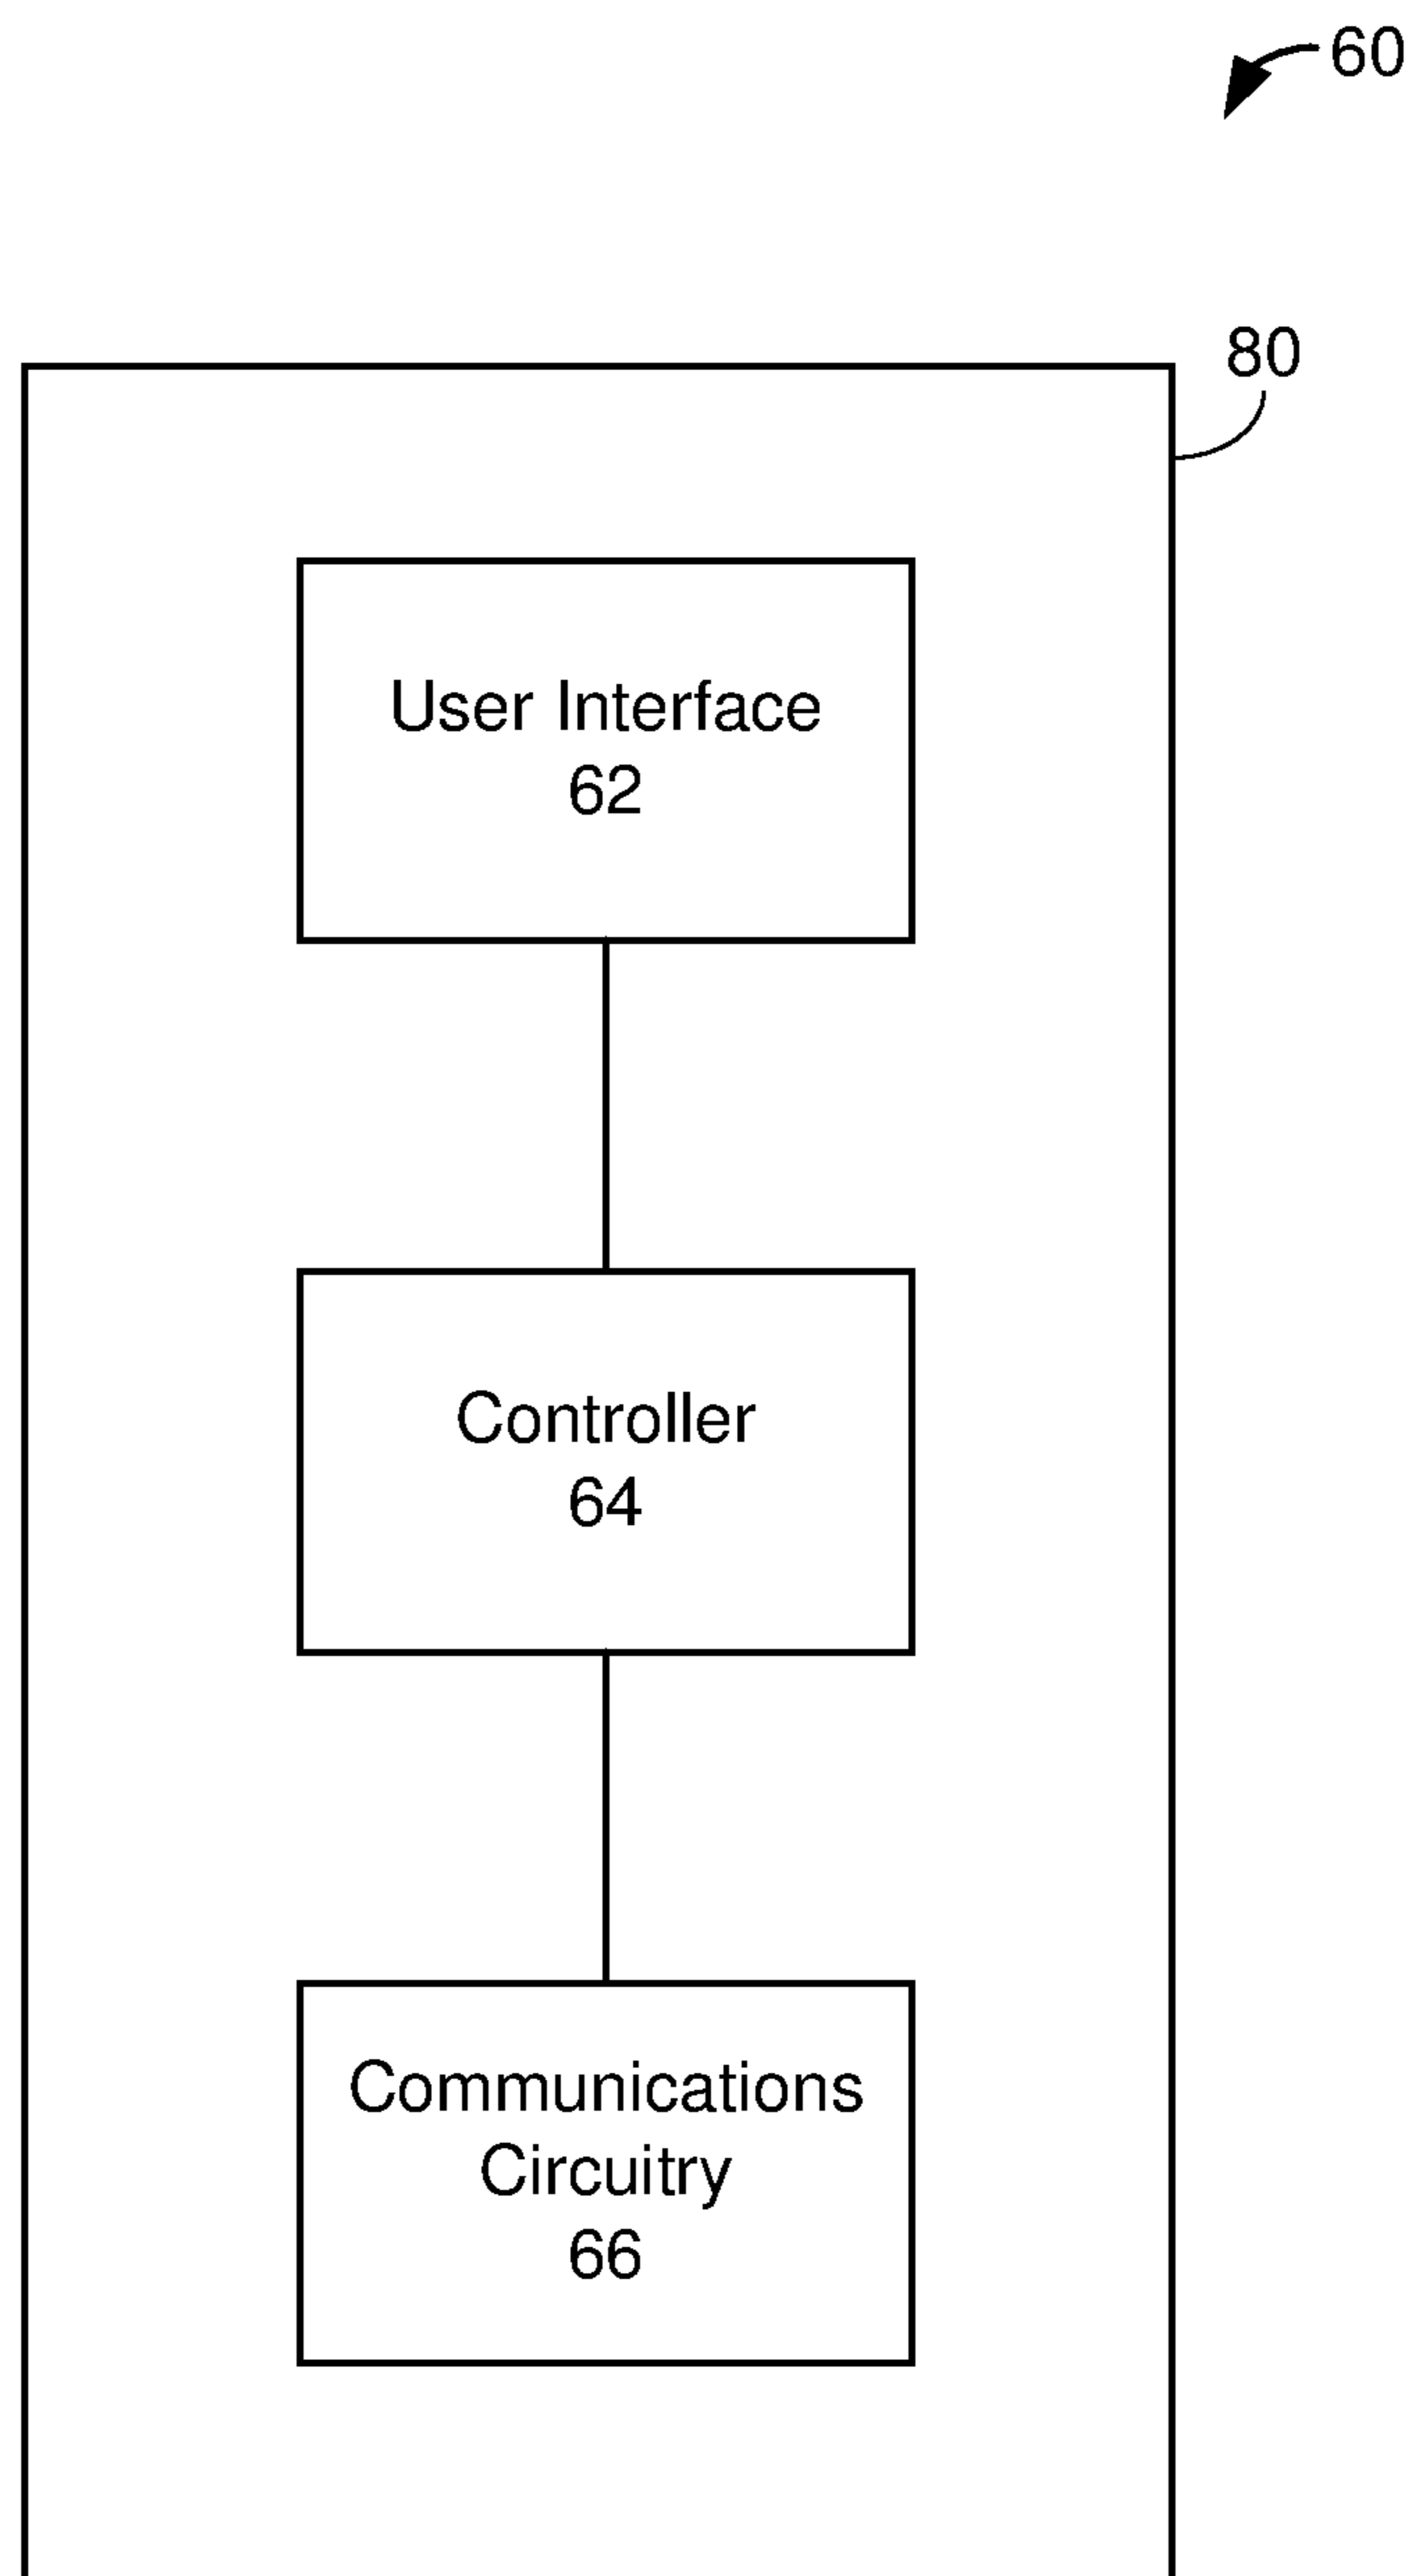 60
80
User Interface
62
Controller
64
Communications
Circuitry
66